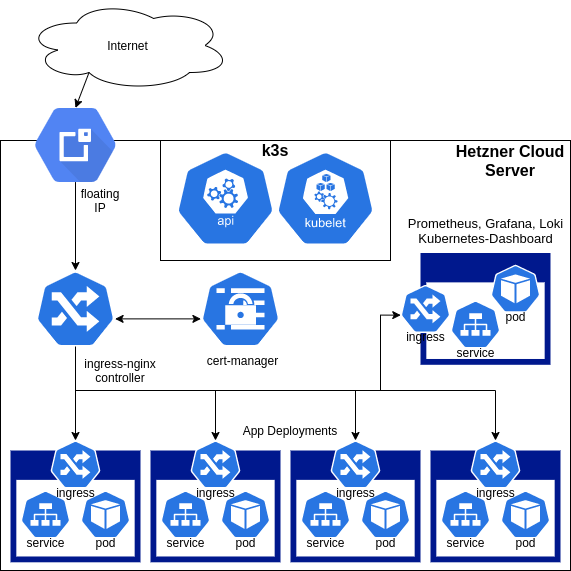 Internet
k3s
Hetzner Cloud
Server
api
kubelet
floating
IP
Prometheus, Grafana, Loki
Kubernetes-Dashboard
pod
ingress
service
ingress-nginx
controller
cert-manager
App Deployments
ingress
service
pod
ingress
service
pod
ingress
service
pod
ingress
service
pod